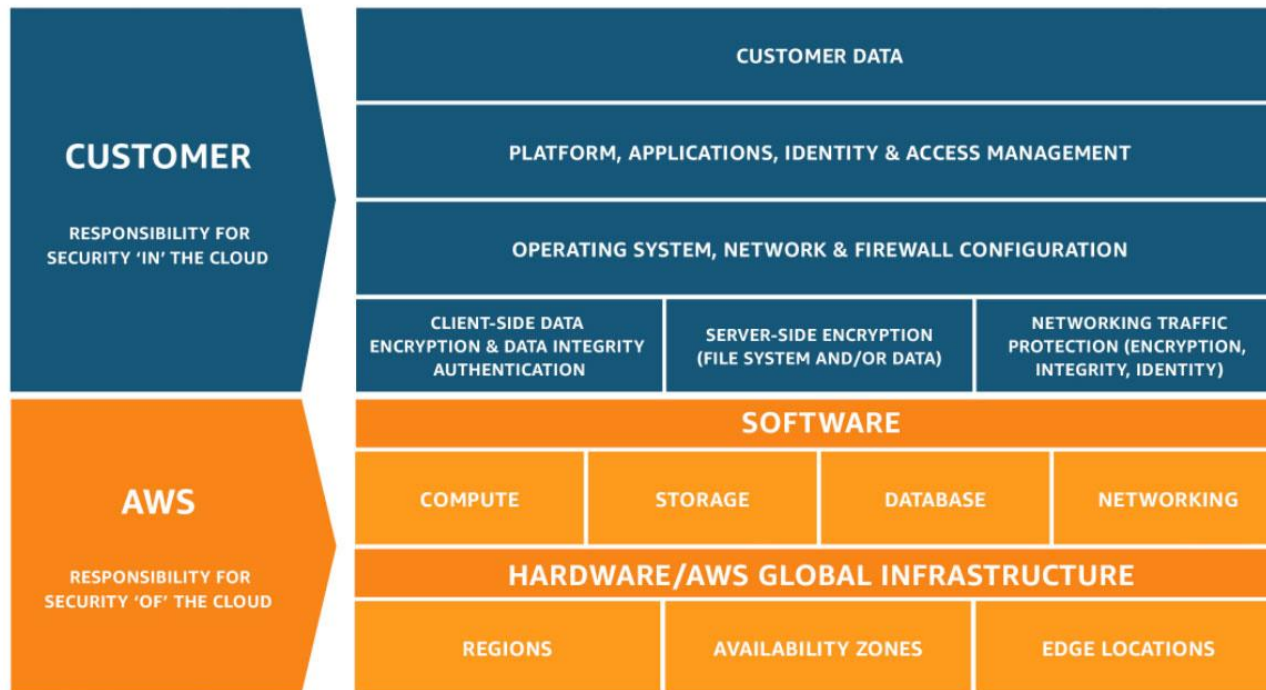 CUSTOMER
RESPONSIBILITY FOR
SECURITY ‘IN’ THE CLOUD
CUSTOMER DATA
PLATFORM, APPLICATIONS, IDENTITY & ACCESS MANAGEMENT
OPERATING SYSTEM, NETWORK & FIREWALL CONFIGURATION
CLIENT-SIDE DATA
ENCRYPTION & DATA INTEGRITY
AUTHENTICATION
SERVER-SIDE ENCRYPTION
(FILE SYSTEM AND/OR DATA)
NETWORKING TRAFFIC
PROTECTION (ENCRYPTION,
INTEGRITY, IDENTITY)
AWS
RESPONSIBILITY FOR
SECURITY ‘OF’ THE CLOUD
SOFTWARE
COMPUTE
STORAGE
DATABASE
NETWORKING
HARDWARE/AWS GLOBAL INFRASTRUCTURE
REGIONS
AVAILABILITY ZONES
EDGE LOCATIONS